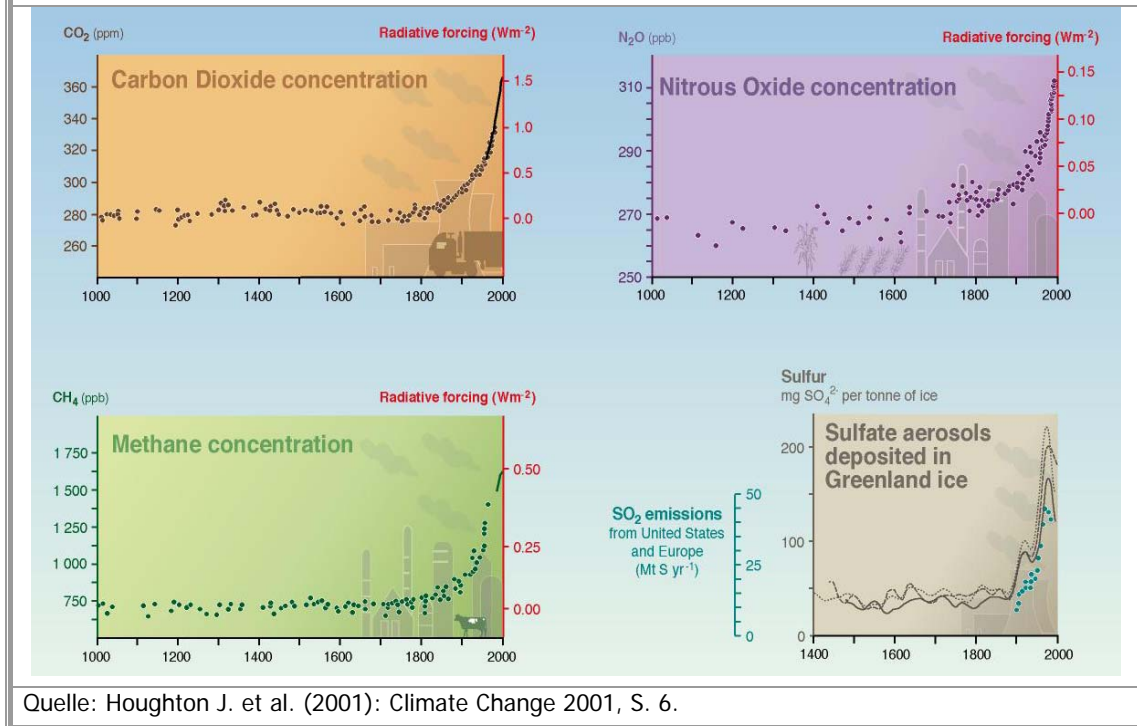 CO₂ (ppm)
Radiative forcing (Wm⁻²)
Carbon Dioxide concentration
360
340
320
300
280
260
1.5
1.0
0.5
0.0
1000 1200 1400 1600 1800 2000
N₂O (ppb)
Radiative forcing (Wm⁻²)
Nitrous Oxide concentration
310
290
270
250
0.15
0.10
0.05
0.00
1000 1200 1400 1600 1800 2000
CH₄ (ppb)
Radiative forcing (Wm⁻²)
Methane concentration
1 750
1 500
1 250
1 000
750
0.50
0.25
0.00
1000 1200 1400 1600 1800 2000
Sulfur
mg SO₄²⁻ per tonne of ice
Sulfate aerosols
deposited in
Greenland ice
200
100
0
SO₂ emissions
from United States
and Europe
(Mt S yr⁻¹)
50
25
0
1400 1600 1800 2000
Quelle: Houghton J. et al. (2001): Climate Change 2001, S. 6.